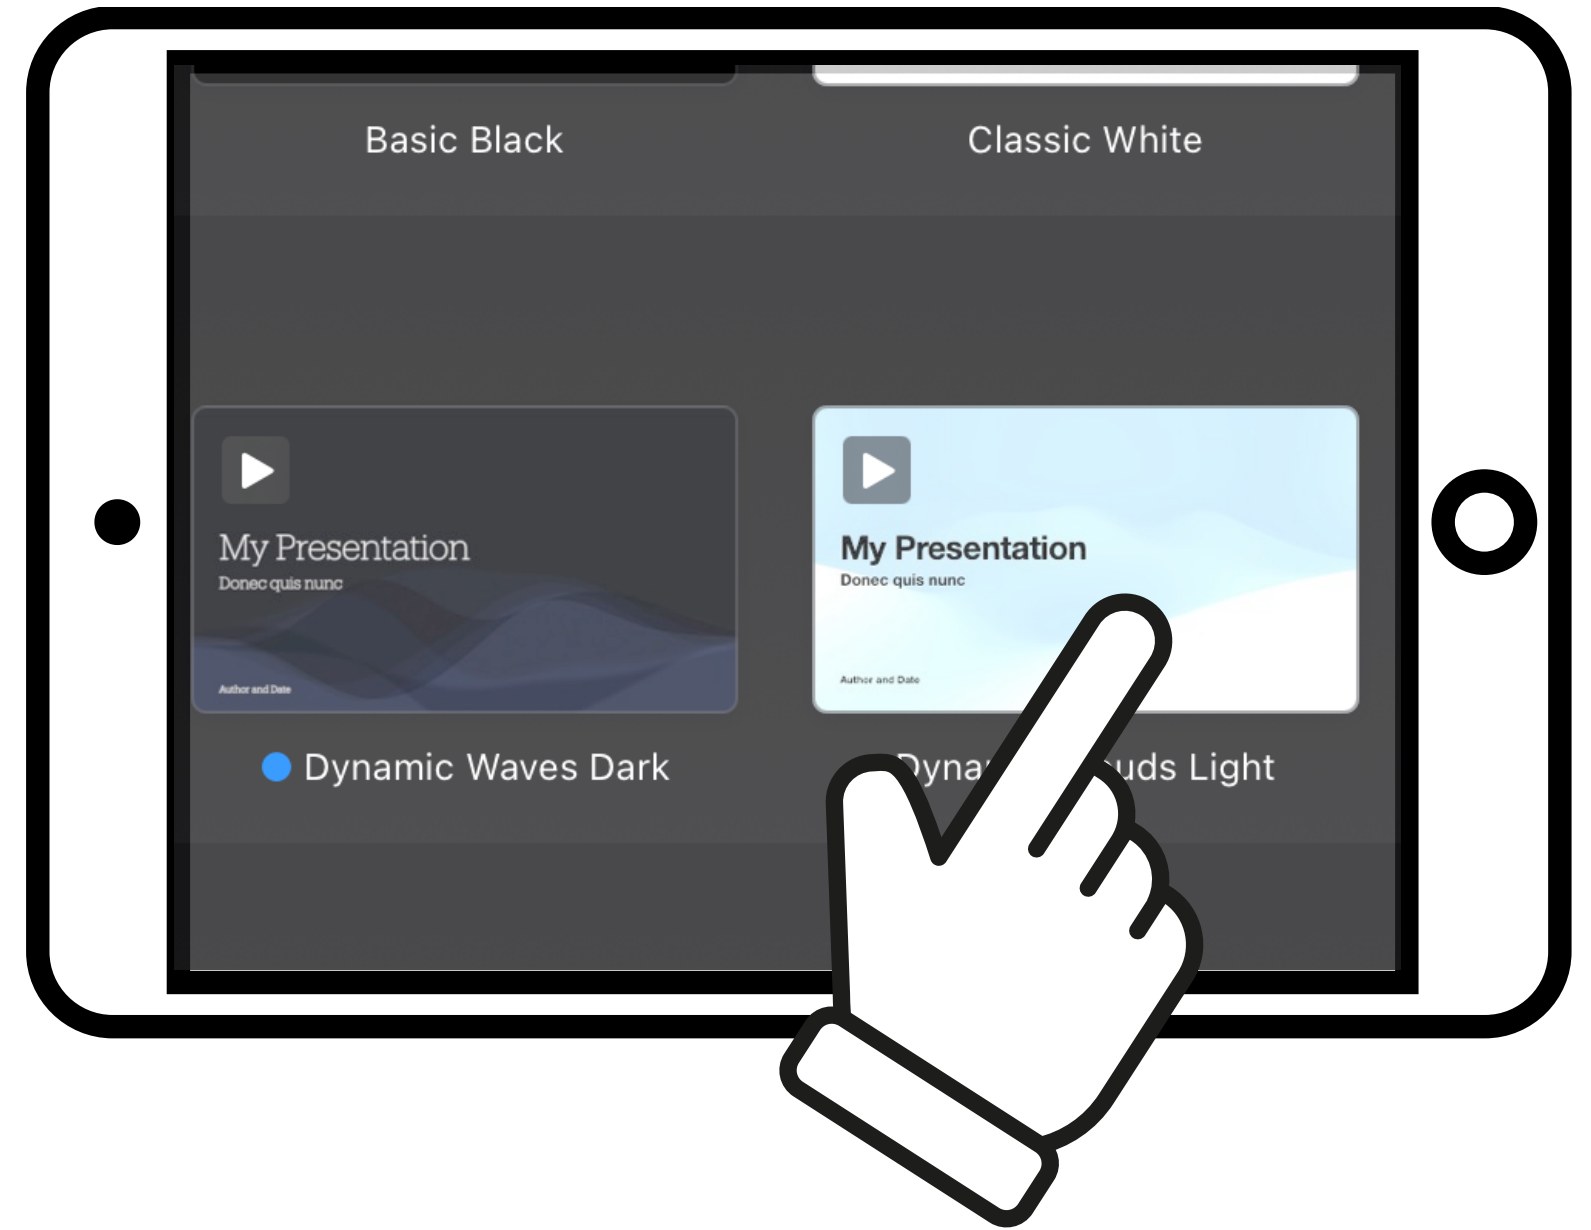 Basic Black
Classic White
My Presentation
Donec quis nunc
Author and Date
Dynamic Waves Dark
My Presentation
Donec quis nunc
Author and Date
Light